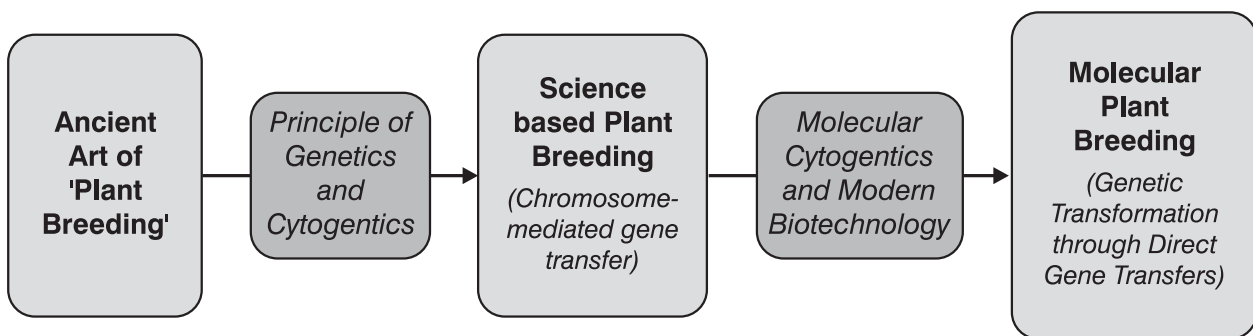 Ancient
Art of
'Plant
Breeding'
Principle of
Genetics
and
Cytogentics
Science
based Plant
Breeding
(Chromosome-
mediated gene
transfer)
Molecular
Cytogentics
and Modern
Biotechnology
Molecular
Plant
Breeding
(Genetic
Transformation
through Direct
Gene Transfers)